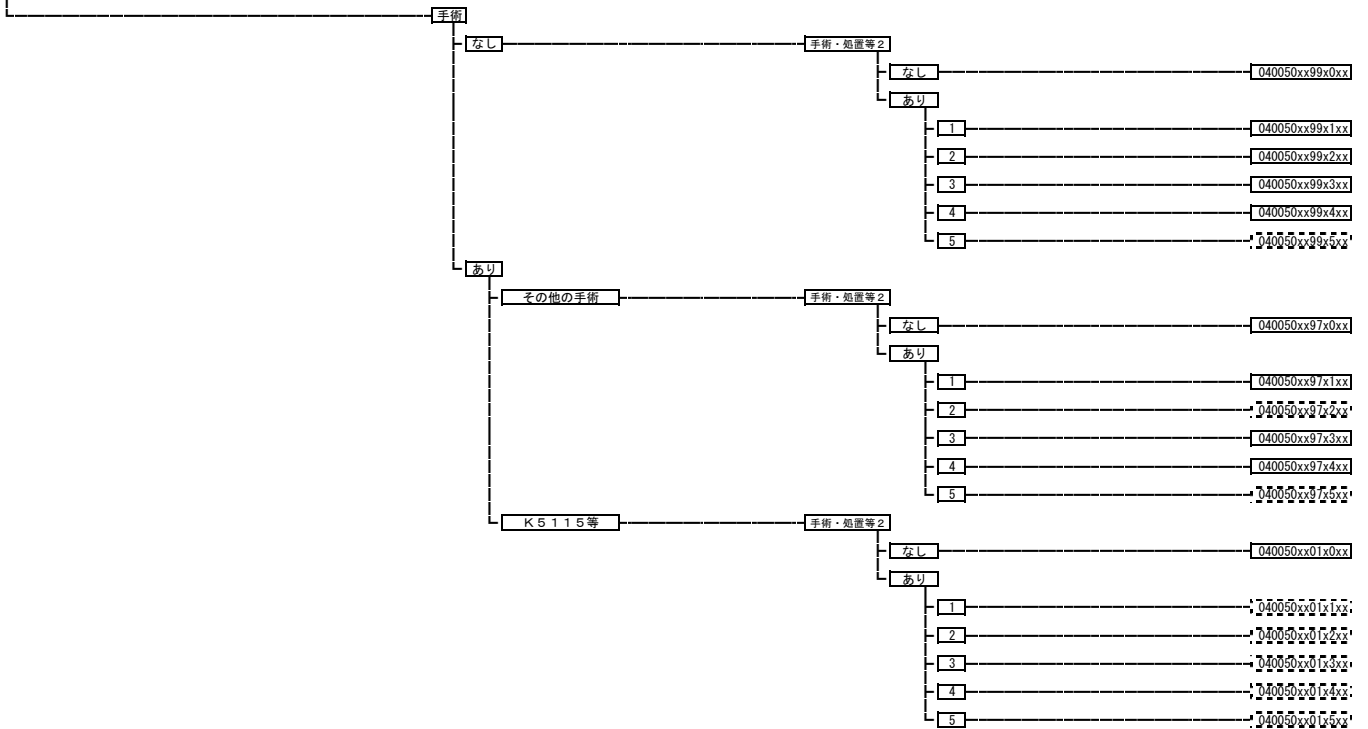 手術
なし 手術・処置等2
なし 040050xx99x0xx
あり
1 040050xx99x1xx
2 040050xx99x2xx
3 040050xx99x3xx
4 040050xx99x4xx
5 040050xx99x5xx
あり
その他の手術 手術・処置等2
なし 040050xx97x0xx
あり
1 040050xx97x1xx
2 040050xx97x2xx
3 040050xx97x3xx
4 040050xx97x4xx
5 040050xx97x5xx
K5115等 手術・処置等2
なし 040050xx01x0xx
あり
1 040050xx01x1xx
2 040050xx01x2xx
3 040050xx01x3xx
4 040050xx01x4xx
5 040050xx01x5xx